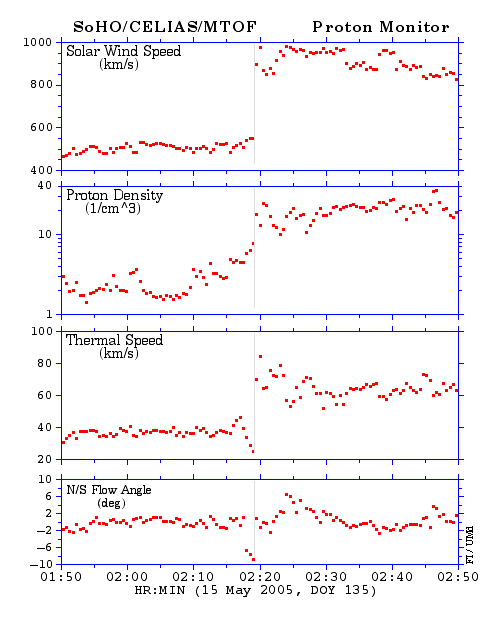 SoHO/CELIAS/MTOF Proton Monitor
1000
Solar Wind Speed
(km/s)
800
600
400
40
Proton Density
(1/cm^3)
10
1
100
Thermal Speed
(km/s)
80
60
40
20
10
N/S Flow Angle
(deg)
6
2
-2
-6
-10
FI/UMd
01:50 02:00 02:10 02:20 02:30 02:40 02:50
HR:MIN (15 May 2005, DOY 135)